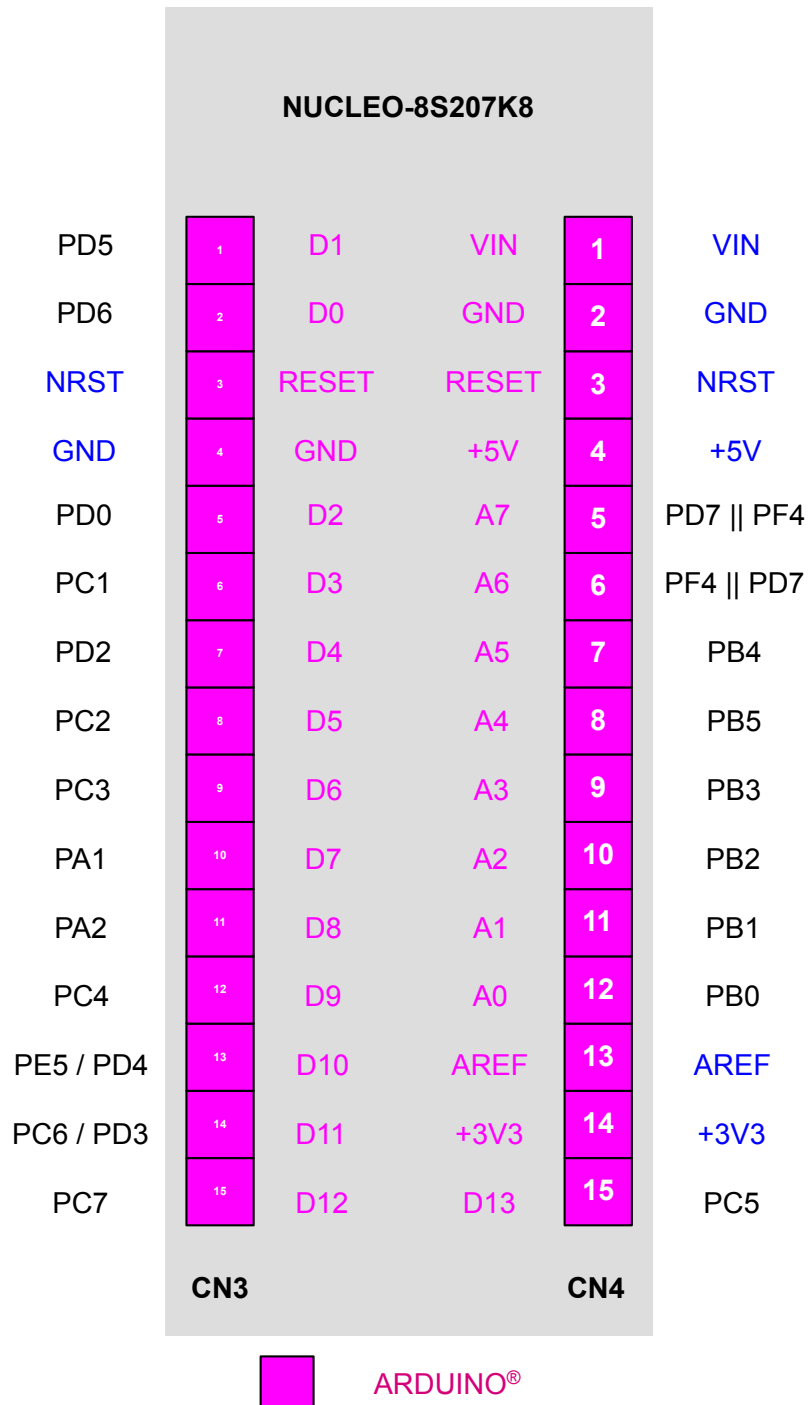 NUCLEO-8S207K8
PD5 1 D1 VIN 1 VIN
PD6 2 D0 GND 2 GND
NRST 3 RESET RESET 3 NRST
GND 4 GND +5V 4 +5V
PD0 5 D2 A7 5 PD7 || PF4
PC1 6 D3 A6 6 PF4 || PD7
PD2 7 D4 A5 7 PB4
PC2 8 D5 A4 8 PB5
PC3 9 D6 A3 9 PB3
PA1 10 D7 A2 10 PB2
PA2 11 D8 A1 11 PB1
PC4 12 D9 A0 12 PB0
PE5 / PD4 13 D10 AREF 13 AREF
PC6 / PD3 14 D11 +3V3 14 +3V3
PC7 15 D12 D13 15 PC5
CN3 CN4
ARDUINO®